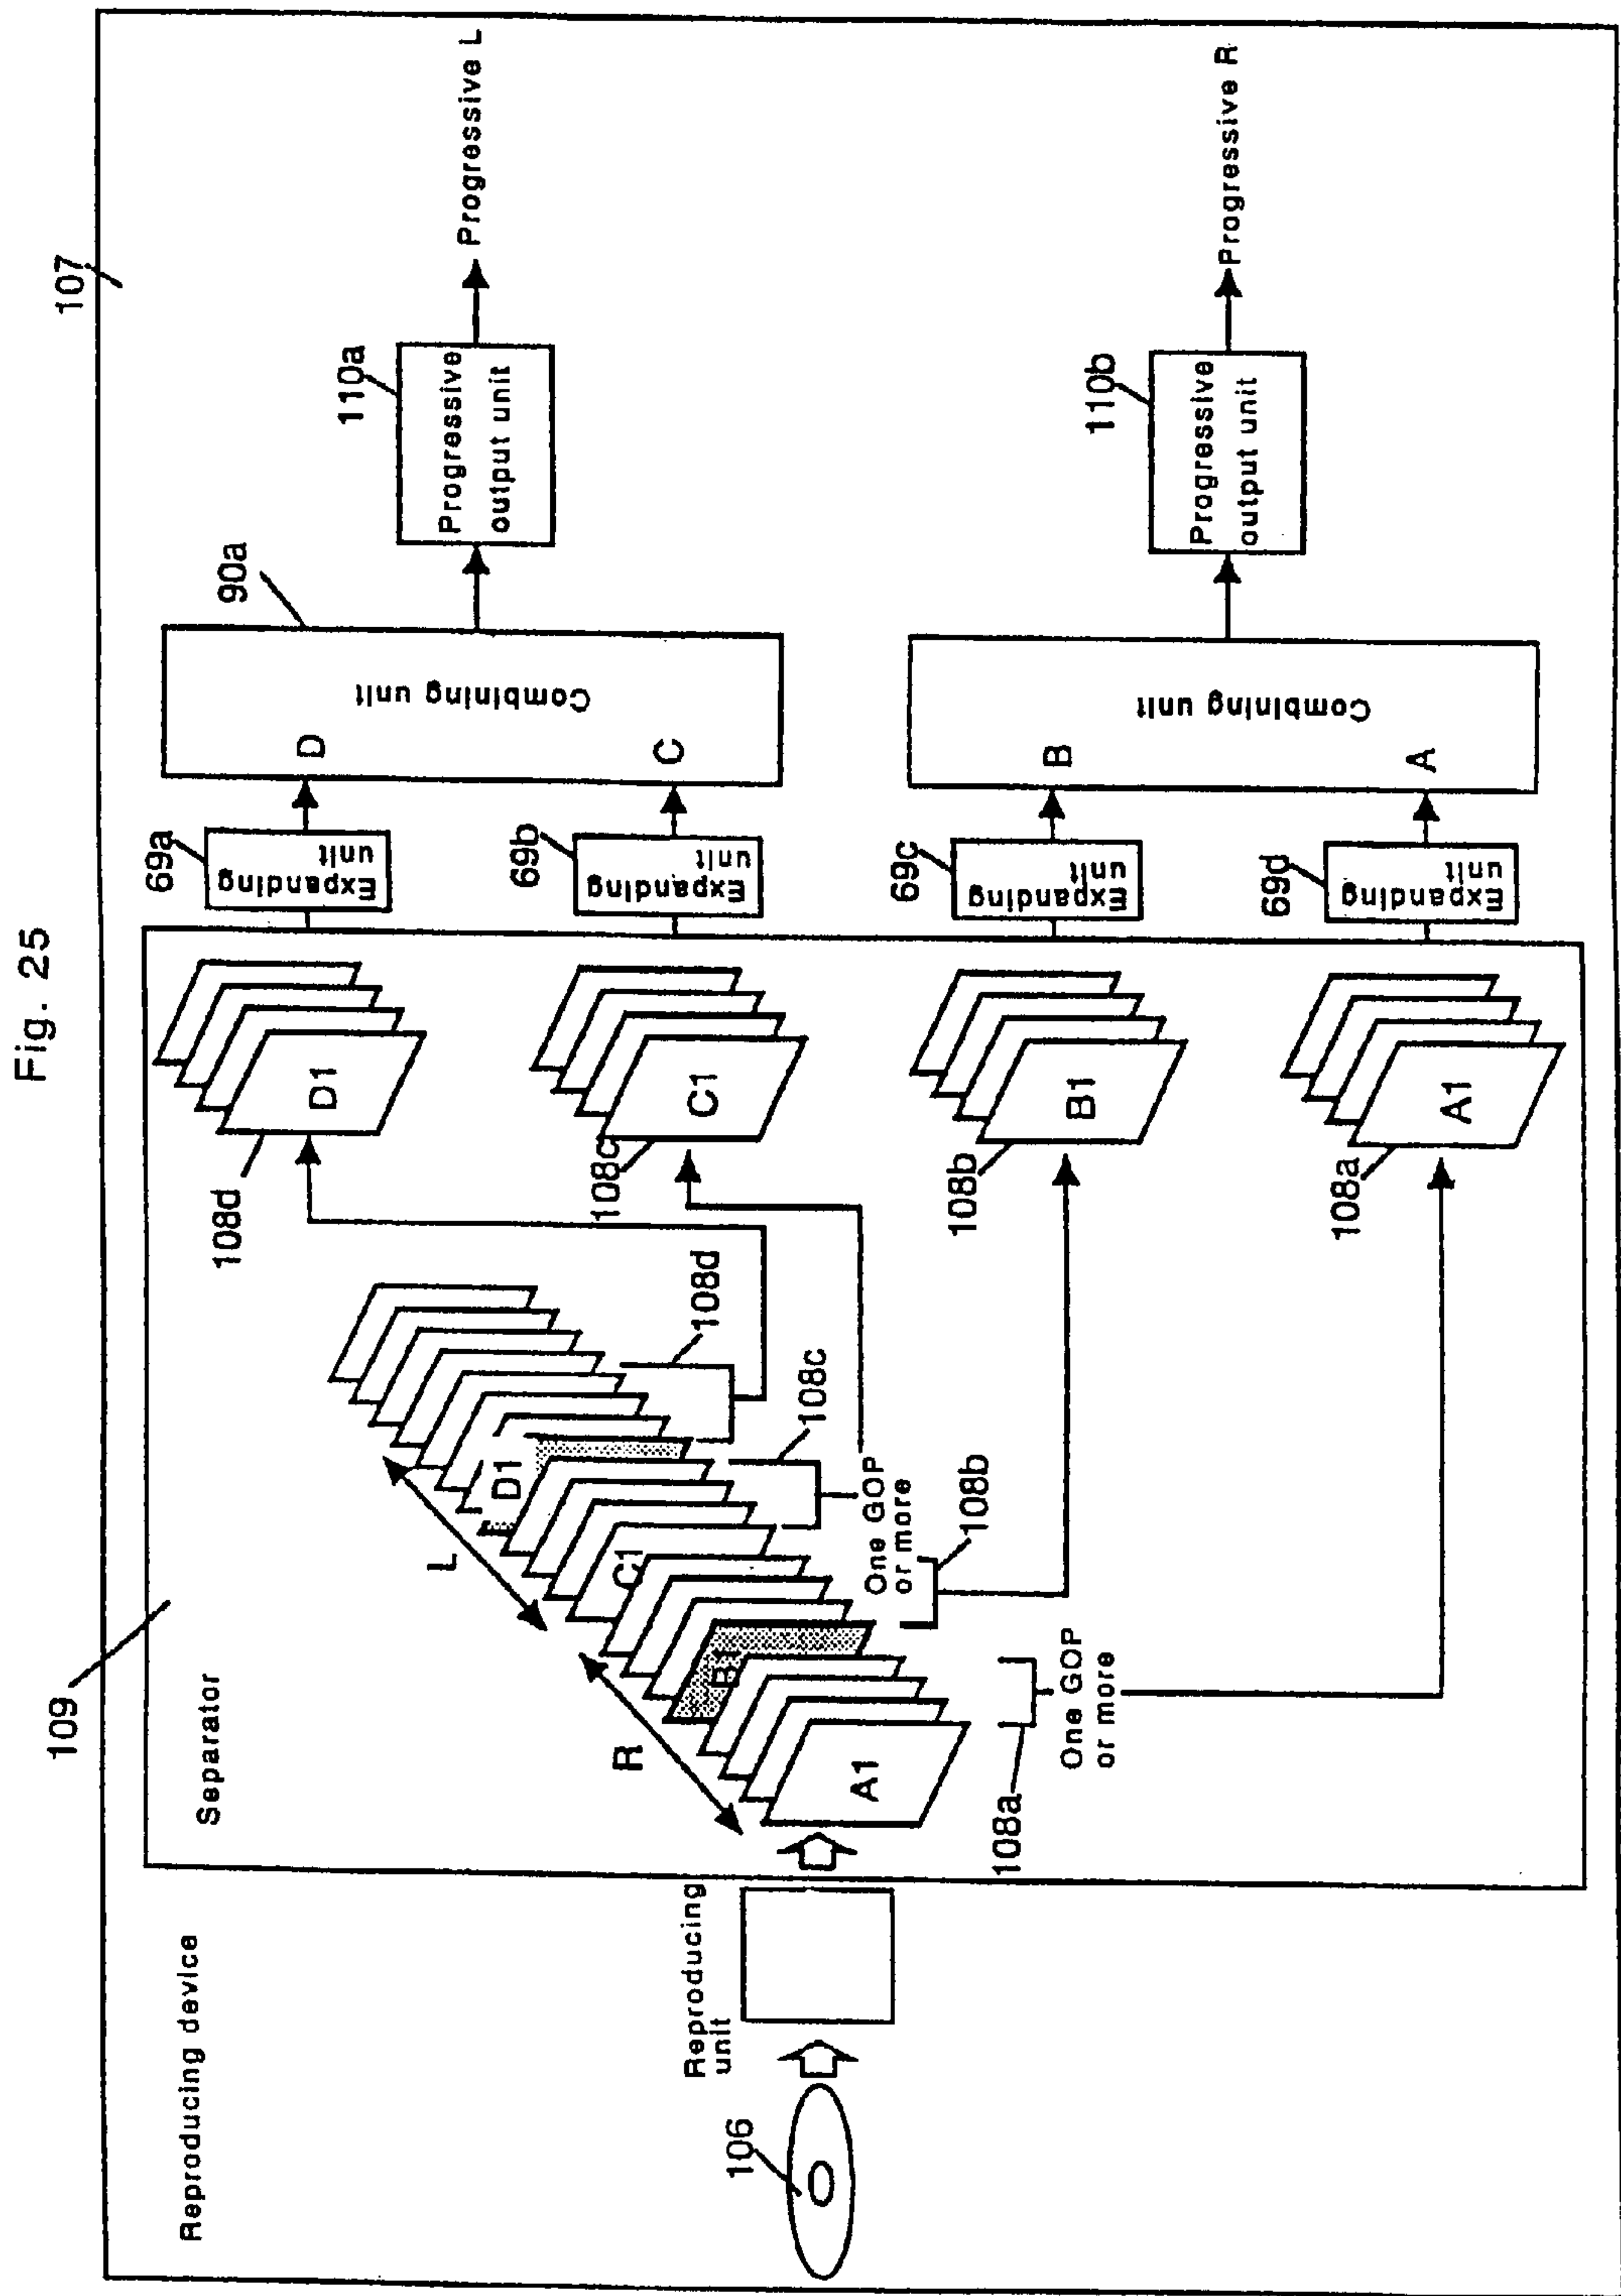 Fig. 25
107
Reproducing device
109
Separator
106
Reproducing
unit
R
L
A1
C1
D1
108a
One GOP
or more
108b
One GOP
or more
108c
108d
108d
D1
108c
C1
108b
B1
108a
A1
69a
Expanding
unit
69b
Expanding
unit
69c
Expanding
unit
69d
Expanding
unit
D
C
Combining unit
90a
B
A
Combining unit
110a
Progressive
output unit
Progressive L
110b
Progressive
output unit
Progressive R